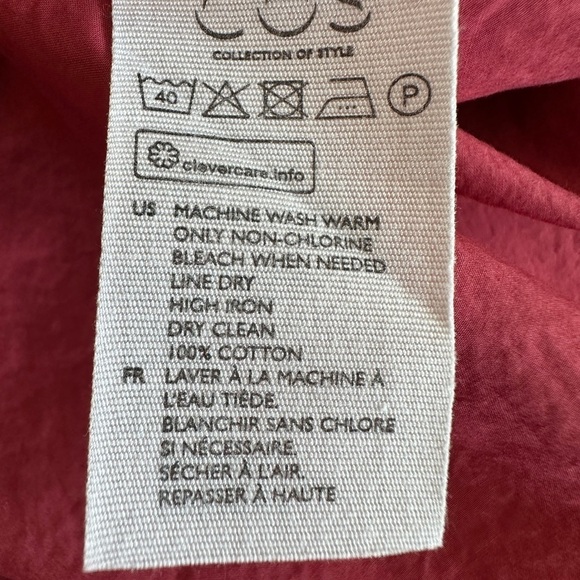 COS
COLLECTION OF STYLE
40 P
clevercare.info
US MACHINE WASH WARM
ONLY NON-CHLORINE
BLEACH WHEN NEEDED
LINE DRY
HIGH IRON
DRY CLEAN
100% COTTON
FR LAVER À LA MACHINE À
L'EAU TIÈDE.
BLANCHIR SANS CHLORE
SI NÉCESSAIRE.
SÉCHER À L'AIR.
REPASSER À HAUTE